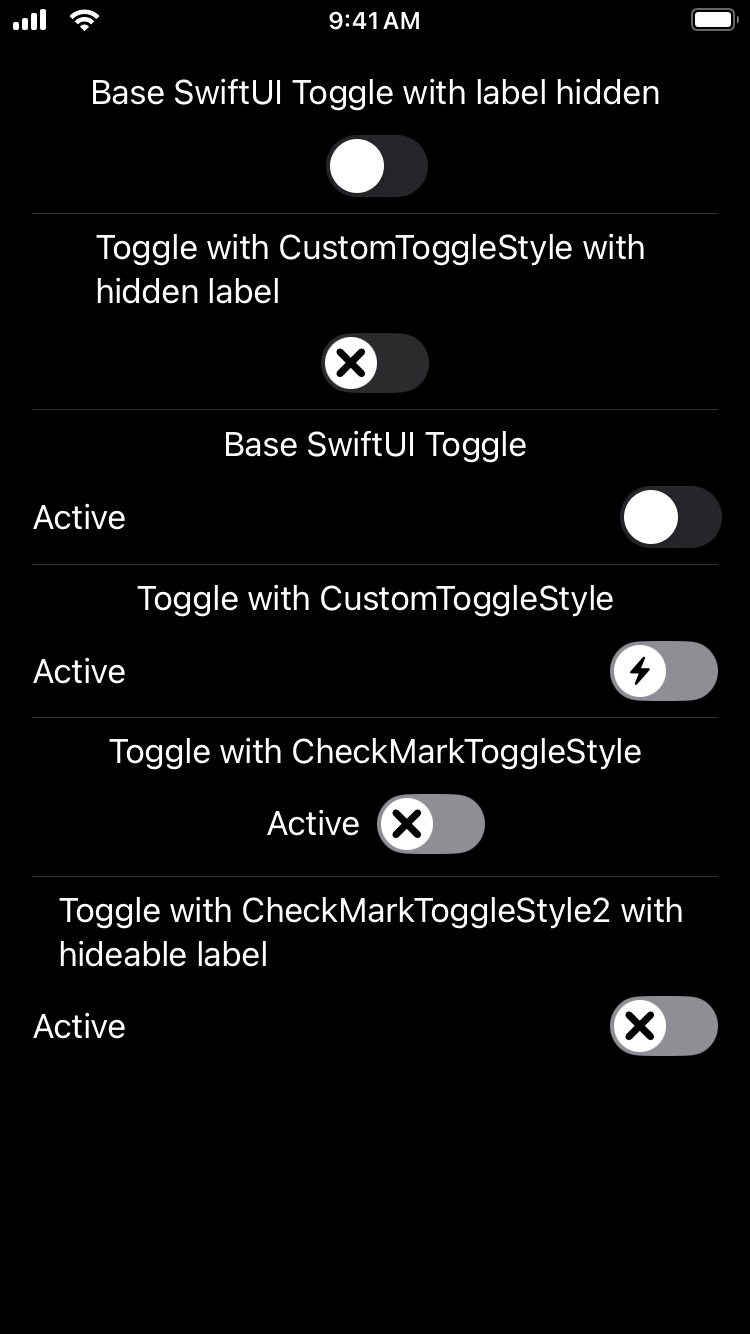 9:41 AM
Base SwiftUI Toggle with label hidden
Toggle with CustomToggleStyle with
hidden label
Base SwiftUI Toggle
Active
Toggle with CustomToggleStyle
Active
Toggle with CheckMarkToggleStyle
Active
Toggle with CheckMarkToggleStyle2 with
hideable label
Active